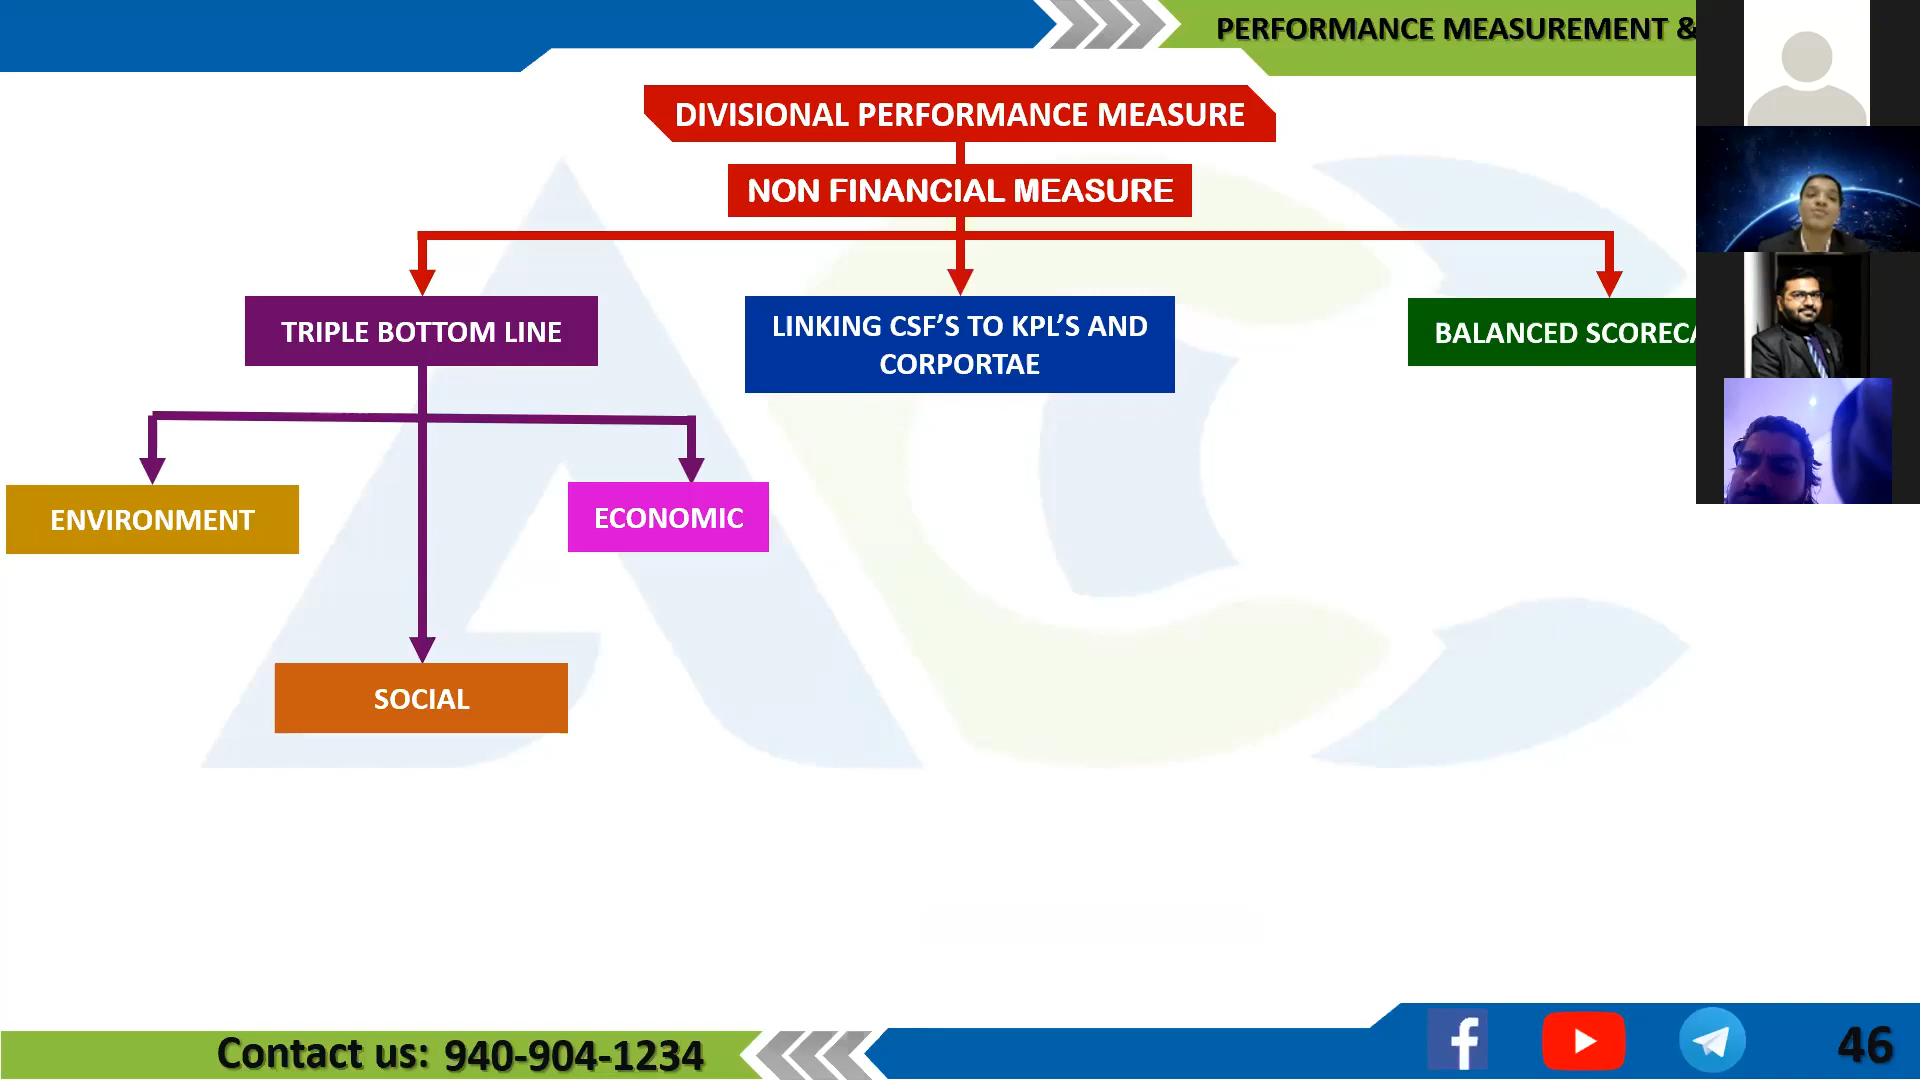 PERFORMANCE MEASUREMENT &
DIVISIONAL PERFORMANCE MEASURE
NON FINANCIAL MEASURE
TRIPLE BOTTOM LINE
LINKING CSF’S TO KPL’S AND
CORPORTAE
BALANCED
ENVIRONMENT
ECONOMIC
SOCIAL
Contact us: 940-904-1234
46